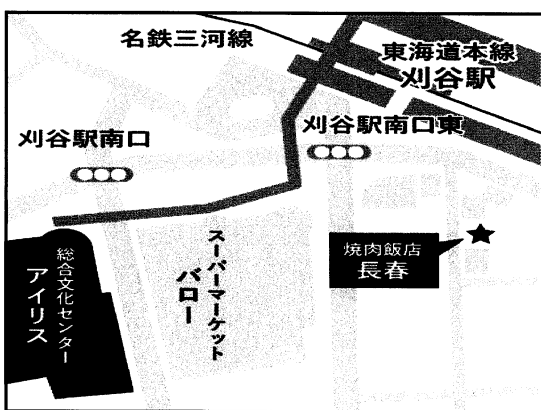 名鉄三河線
東海道本線
刈谷駅
刈谷駅南口
刈谷駅南口東
総合文化センター
アイリス
スーパーマーケット
バロー
焼肉飯店
長春